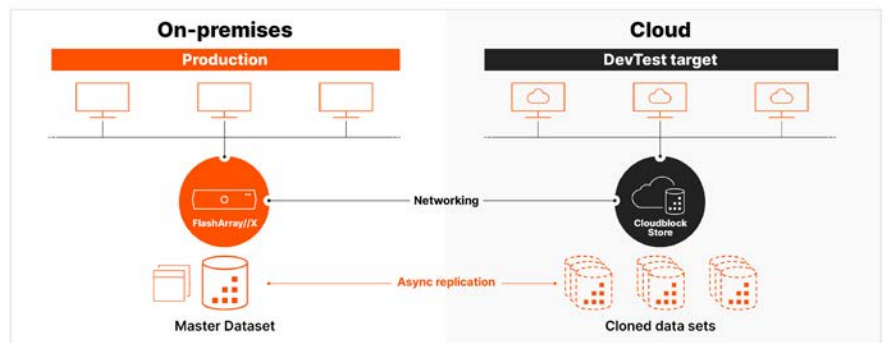 On-premises
Cloud
Production
DevTest target
FlashArray//X
Networking
Cloudblock
Store
Async replication
Master Dataset
Cloned data sets